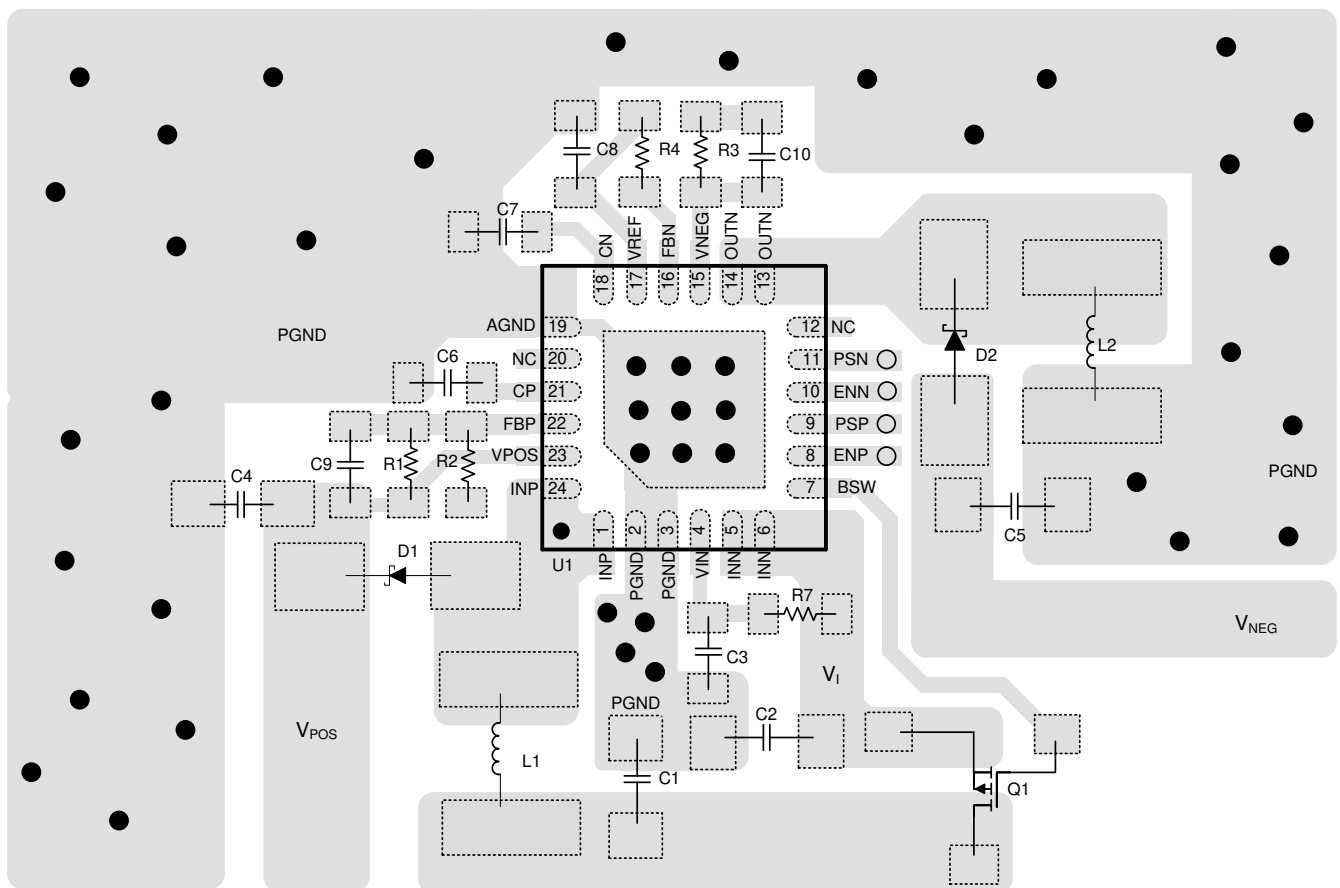 C8
R4
R3
C10
C7
CN
VREF
FBN
VNEG
OUTN
OUTN
18
17
16
15
14
13
PGND
AGND
19
12
NC
D2
L2
C6
NC
20
11
PSN
CP
21
10
ENN
FBP
22
9
PSP
C9
R1
R2
VPOS
23
8
ENP
PGND
C4
INP
24
7
BSW
C5
1
2
3
4
5
6
D1
U1
INP
PGND
PGND
VIN
INN
INN
R7
VNEG
C3
VI
PGND
VPOS
C2
L1
C1
Q1